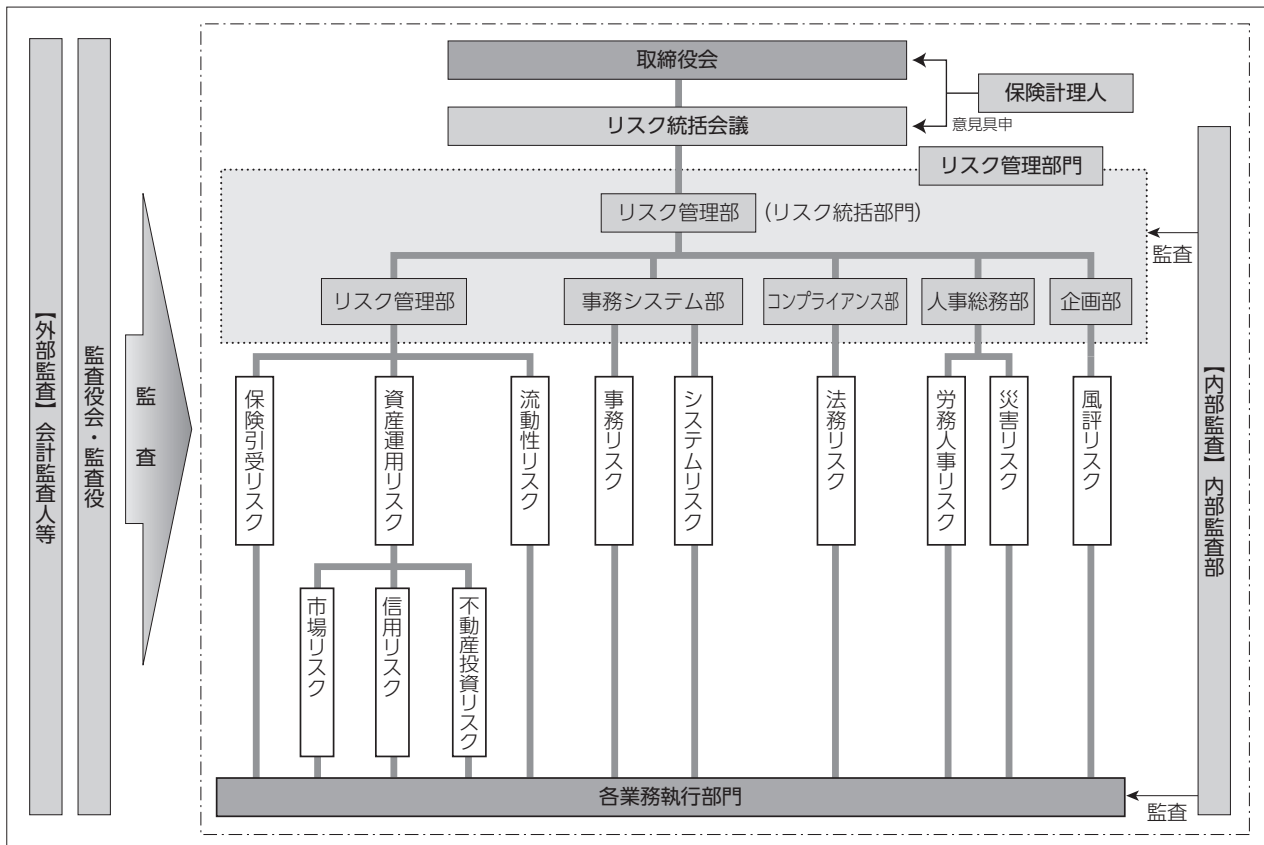 取締役会
保険計理人
リスク統括会議
意見具申
リスク管理部門
リスク管理部 (リスク統括部門)
監査
リスク管理部
事務システム部
コンプライアンス部
人事総務部
企画部
【外部監査】会計監査人等
監査役会・監査役
監査
保険引受リスク
資産運用リスク
流動性リスク
事務リスク
システムリスク
法務リスク
労務人事リスク
災害リスク
風評リスク
【内部監査】内部監査部
市場リスク
信用リスク
不動産投資リスク
各業務執行部門
監査